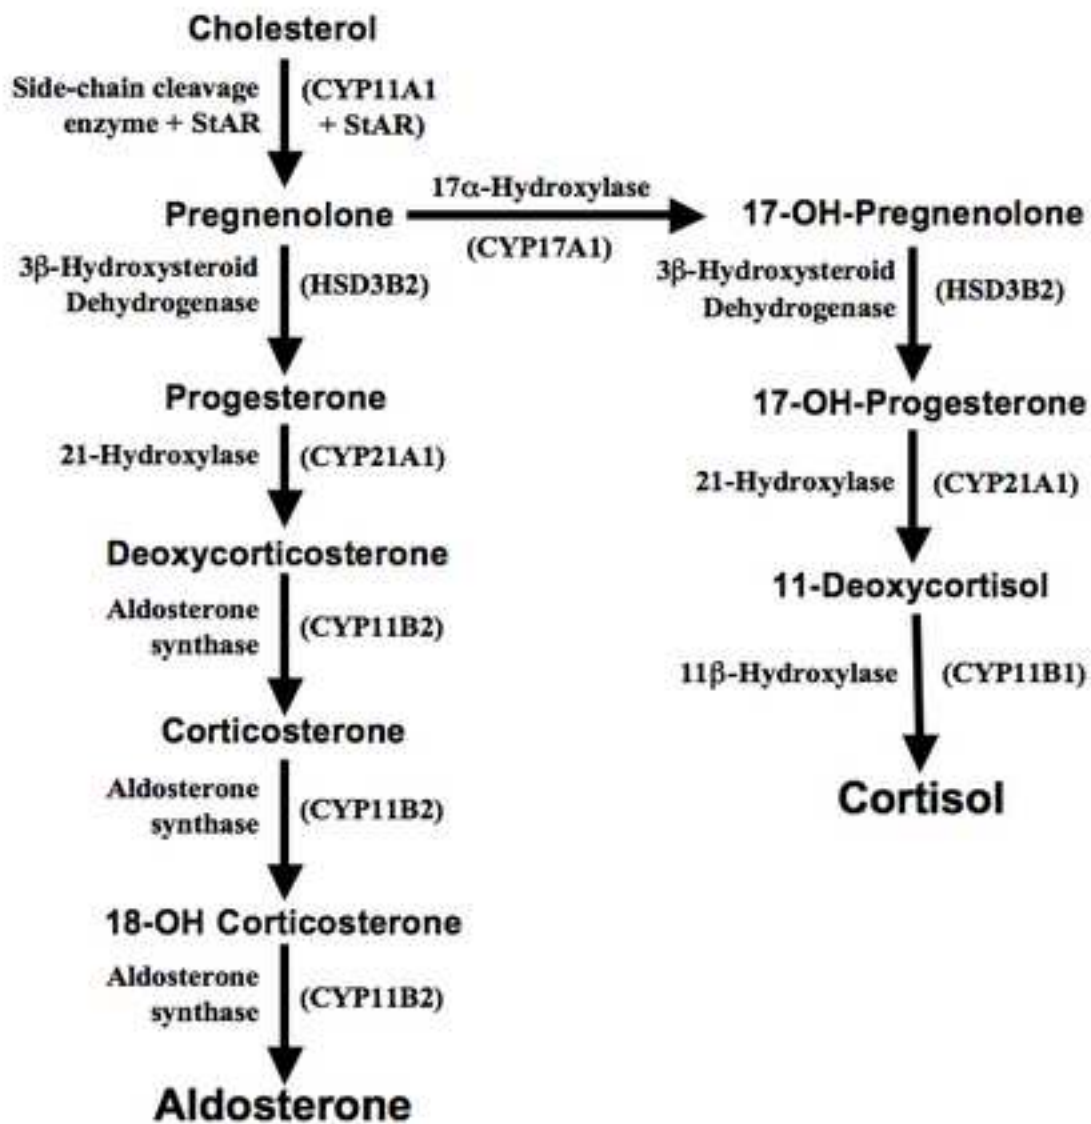 Cholesterol
Side-chain cleavage
enzyme + StAR
(CYP11A1
+ StAR)
Pregnenolone
17α-Hydroxylase
(CYP17A1)
17-OH-Pregnenolone
3β-Hydroxysteroid
Dehydrogenase
(HSD3B2)
3β-Hydroxysteroid
Dehydrogenase
(HSD3B2)
Progesterone
17-OH-Progesterone
21-Hydroxylase
(CYP21A1)
21-Hydroxylase
(CYP21A1)
Deoxycorticosterone
11-Deoxycortisol
Aldosterone
synthase
(CYP11B2)
11β-Hydroxylase
(CYP11B1)
Corticosterone
Cortisol
Aldosterone
synthase
(CYP11B2)
18-OH Corticosterone
Aldosterone
synthase
(CYP11B2)
Aldosterone